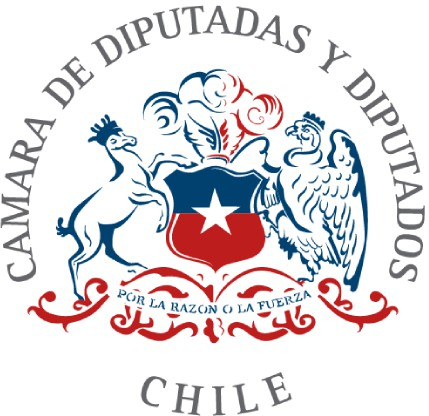 CAMARA DE DIPUTADAS Y DIPUTADOS
POR LA RAZON O LA FUERZA
CHILE